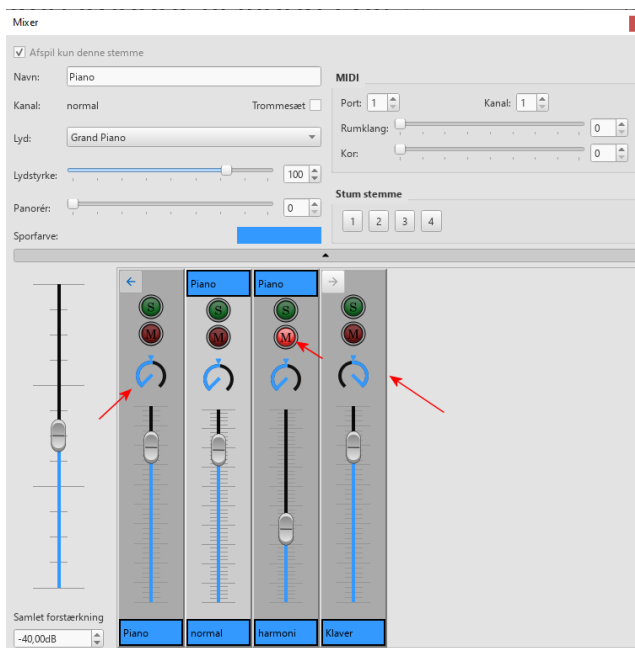 Mixer
Afspil kun denne stemme
Navn: Piano
MIDI
Kanal: normal Trommesæt
Port: 1 Kanal: 1
Rumklang: 0
Lyd: Grand Piano
Kor: 0
Lydstyrke: 100
Stum stemme
Panorér: 0
1 2 3 4
Sporfarve:
Piano Piano
S S S S
M M M M
Samlet forstærkning
-40,00dB
Piano normal harmoni Klaver